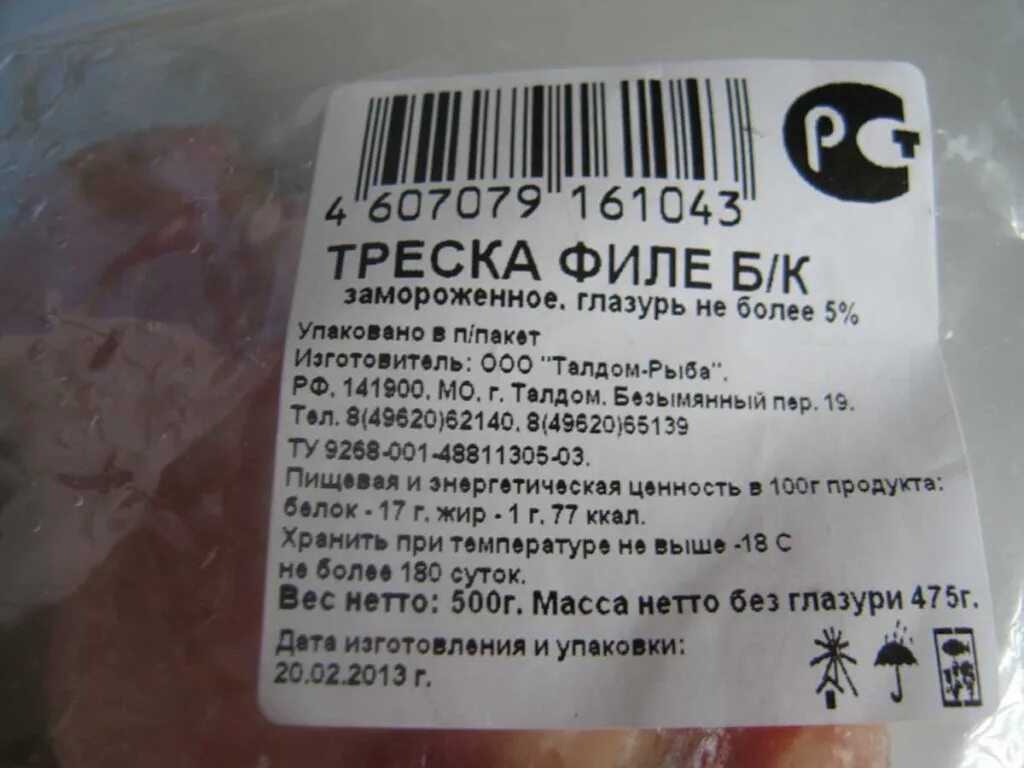 4 607079 161043
РСТ
ТРЕСКА ФИЛЕ Б/К
замороженное. глазурь не более 5%
Упаковано в п/пакет
Изготовитель: ООО "Талдом-Рыба".
РФ. 141900. МО. г. Талдом. Безымянный пер. 19.
Тел. 8(49620)62140. 8(49620)65139
ТУ 9268-001-48811305-03.
Пищевая и энергетическая ценность в 100г продукта:
белок - 17 г. жир - 1 г. 77 ккал.
Хранить при температуре не выше -18 С
не более 180 суток.
Вес нетто: 500г. Масса нетто без глазури 475г.
Дата изготовления и упаковки:
20.02.2013 г.